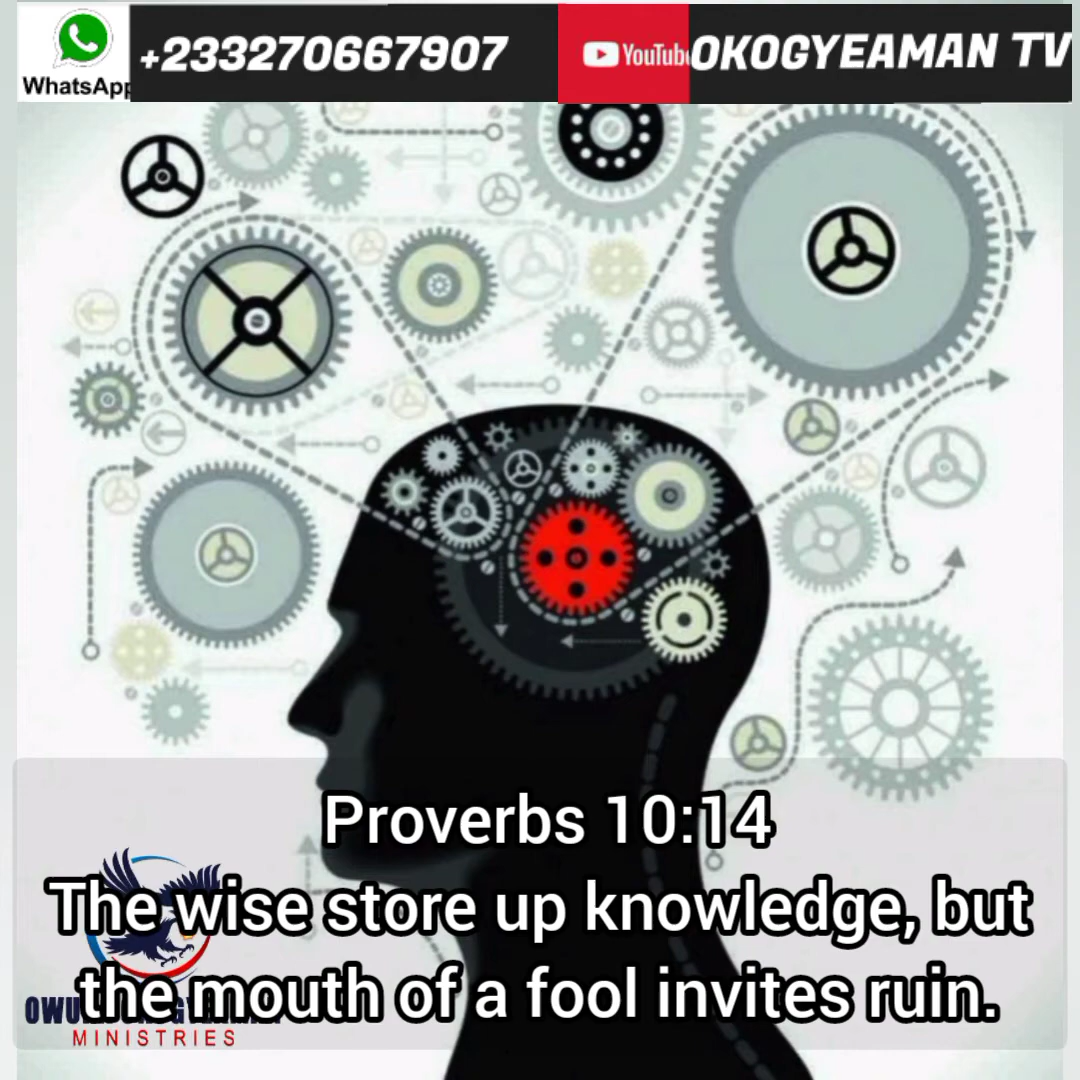 WhatsApp
+233270667907
YouTube
OKOGYEAMAN TV
Proverbs 10:14
The wise store up knowledge, but
the mouth of a fool invites ruin.
MINISTRIES